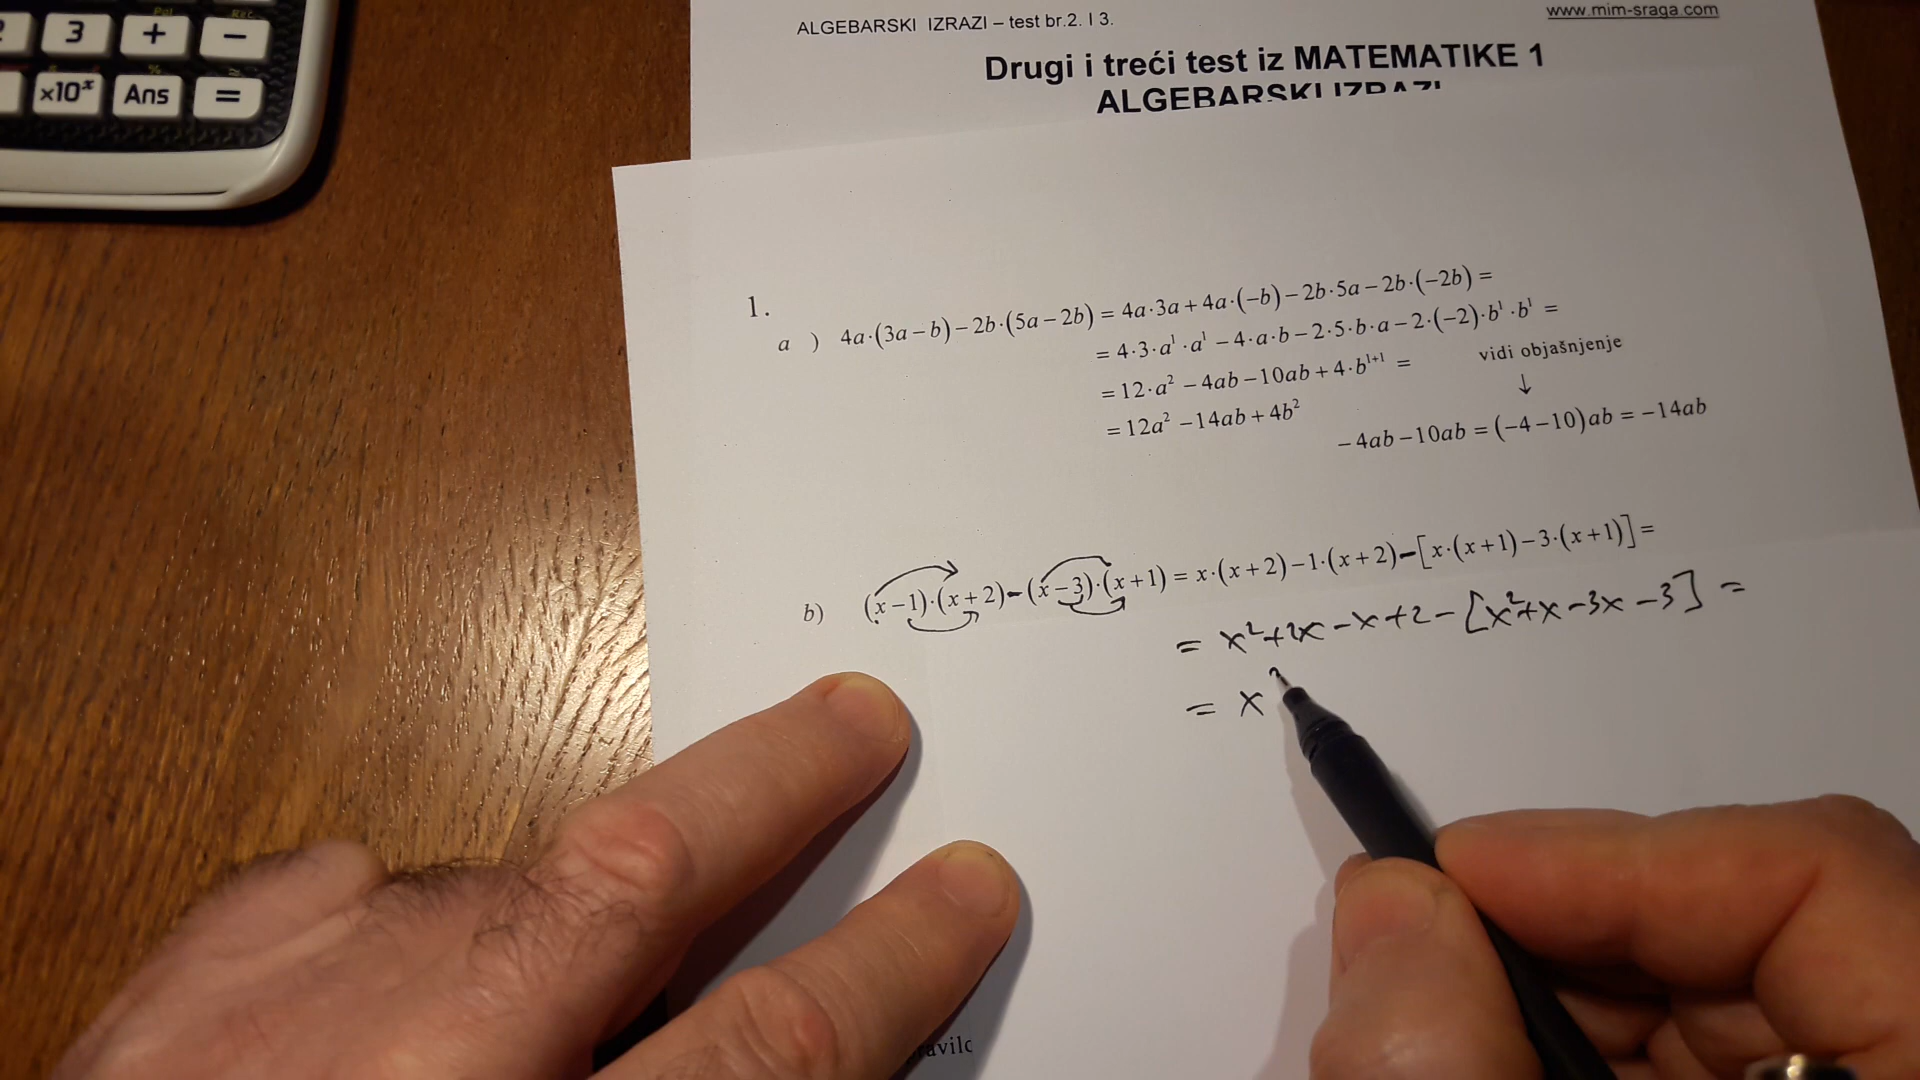 3 + −
×10ˣ Ans =
ALGEBARSKI IZRAZI – test br.2. I 3.
www.mim-sraga.com
Drugi i treći test iz MATEMATIKE 1
ALGEBARSKI IZRAZI
1.
a ) 4a·(3a−b)−2b·(5a−2b) = 4a·3a+4a·(−b)−2b·5a−2b·(−2b) =
= 4·3·a¹·a¹−4·a·b−2·5·b·a−2·(−2)·b¹·b¹ =
= 12·a²−4ab−10ab+4·b¹⁺¹ =
vidi objašnjenje
↓
= 12a²−14ab+4b²
−4ab−10ab = (−4−10)ab = −14ab
b) (x−1)·(x+2)−(x−3)·(x+1) = x·(x+2)−1·(x+2)−[x·(x+1)−3·(x+1)] =
= x²+2x−x+2−[x²+x−3x−3] =
= x